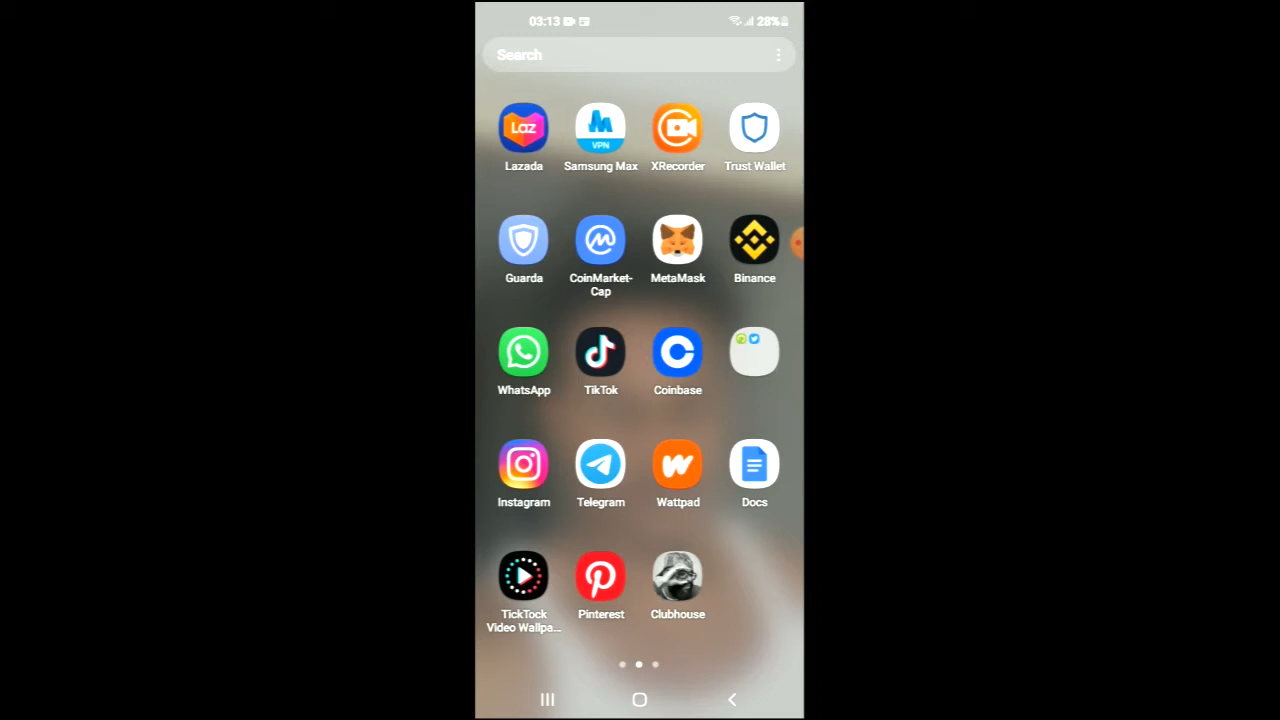 03:13
28%
Search
Laz
VPN
Lazada
Samsung Max
XRecorder
Trust Wallet
Guarda
CoinMarket-
Cap
MetaMask
Binance
WhatsApp
TikTok
Coinbase
Instagram
Telegram
Wattpad
Docs
TickTock
Video Wallpa...
Pinterest
Clubhouse